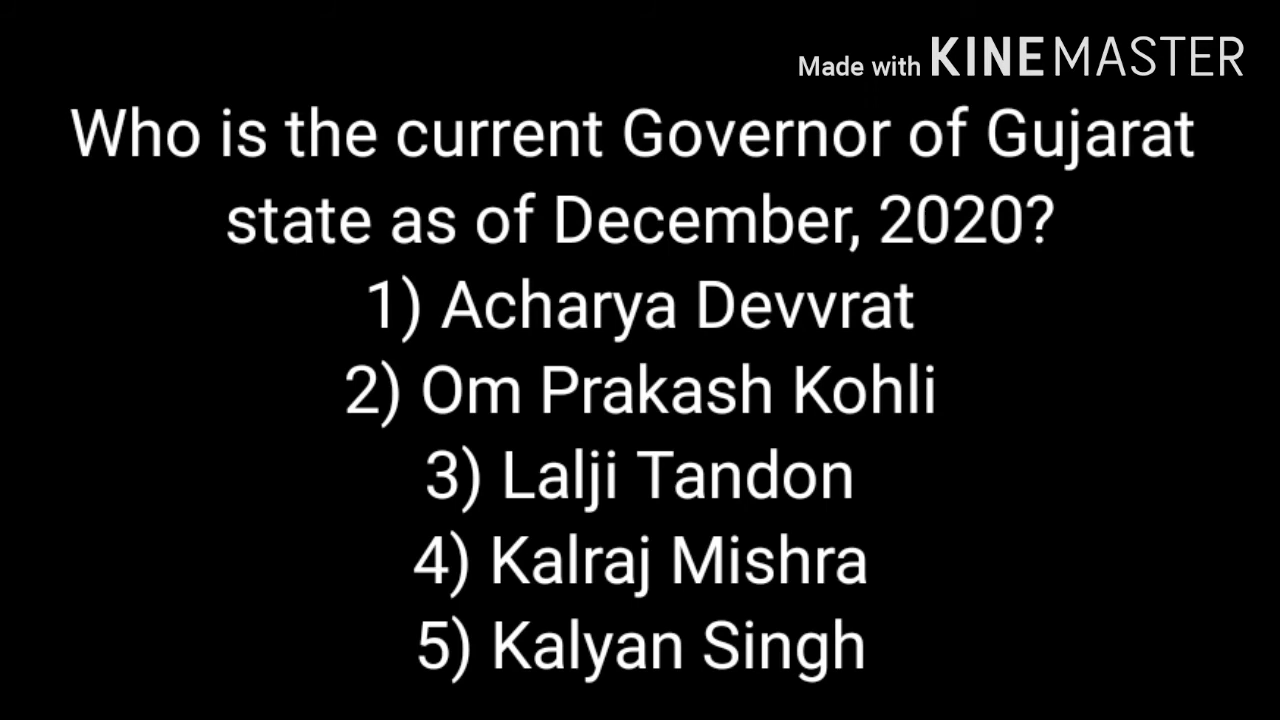 Made with KINEMASTER
Who is the current Governor of Gujarat
state as of December, 2020?
1) Acharya Devvrat
2) Om Prakash Kohli
3) Lalji Tandon
4) Kalraj Mishra
5) Kalyan Singh